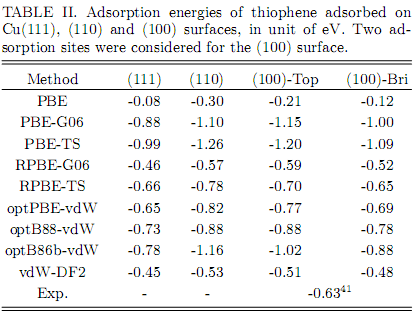 TABLE II. Adsorption energies of thiophene adsorbed on
Cu(111), (110) and (100) surfaces, in unit of eV. Two ad-
sorption sites were considered for the (100) surface.
Method (111) (110) (100)-Top (100)-Bri
PBE -0.08 -0.30 -0.21 -0.12
PBE-G06 -0.88 -1.10 -1.15 -1.00
PBE-TS -0.99 -1.26 -1.20 -1.09
RPBE-G06 -0.46 -0.57 -0.59 -0.52
RPBE-TS -0.66 -0.78 -0.70 -0.65
optPBE-vdW -0.65 -0.82 -0.77 -0.69
optB88-vdW -0.73 -0.88 -0.88 -0.78
optB86b-vdW -0.78 -1.16 -1.02 -0.88
vdW-DF2 -0.45 -0.53 -0.51 -0.48
Exp. - - -0.63⁴¹